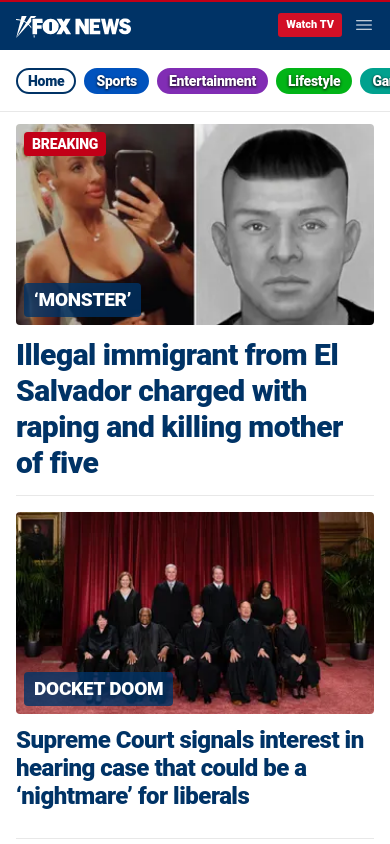 FOX NEWS
Watch TV
Home
Sports
Entertainment
Lifestyle
Ga
BREAKING
‘MONSTER’
Illegal immigrant from El
Salvador charged with
raping and killing mother
of five
DOCKET DOOM
Supreme Court signals interest in
hearing case that could be a
‘nightmare’ for liberals